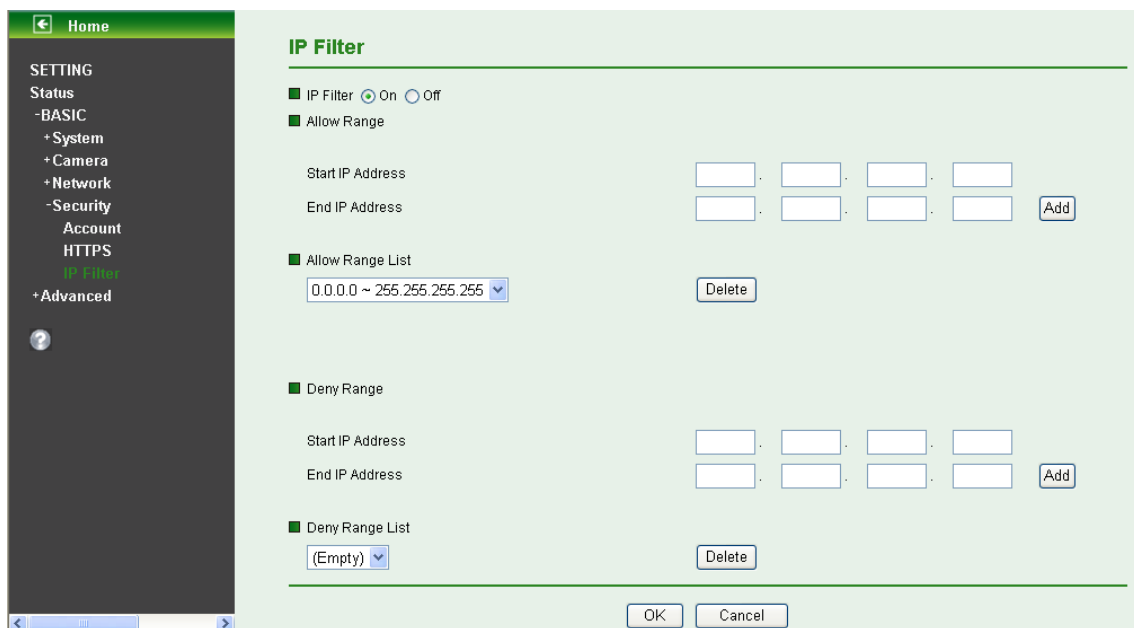 Home
SETTING
Status
-BASIC
+System
+Camera
+Network
-Security
Account
HTTPS
IP Filter
+Advanced
?
IP Filter
IP Filter On Off
Allow Range
Start IP Address . . .
End IP Address . . . Add
Allow Range List
0.0.0.0 ~ 255.255.255.255 Delete
Deny Range
Start IP Address . . .
End IP Address . . . Add
Deny Range List
(Empty) Delete
OK Cancel